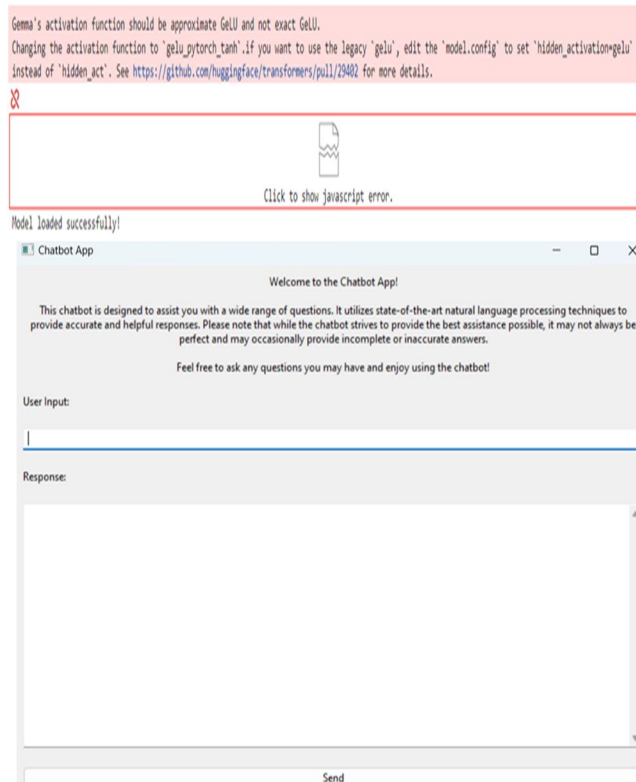 Gemma's activation function should be approximate GeLU and not exact GeLU.
Changing the activation function to `gelu_pytorch_tanh`.if you want to use the legacy `gelu`, edit the `model.config` to set `hidden_activation=gelu`
instead of `hidden_act`. See https://github.com/huggingface/transformers/pull/29402 for more details.
Click to show javascript error.
Model loaded successfully!
Chatbot App
Welcome to the Chatbot App!
This chatbot is designed to assist you with a wide range of questions. It utilizes state-of-the-art natural language processing techniques to
provide accurate and helpful responses. Please note that while the chatbot strives to provide the best assistance possible, it may not always be
perfect and may occasionally provide incomplete or inaccurate answers.
Feel free to ask any questions you may have and enjoy using the chatbot!
User Input:
Response:
Send